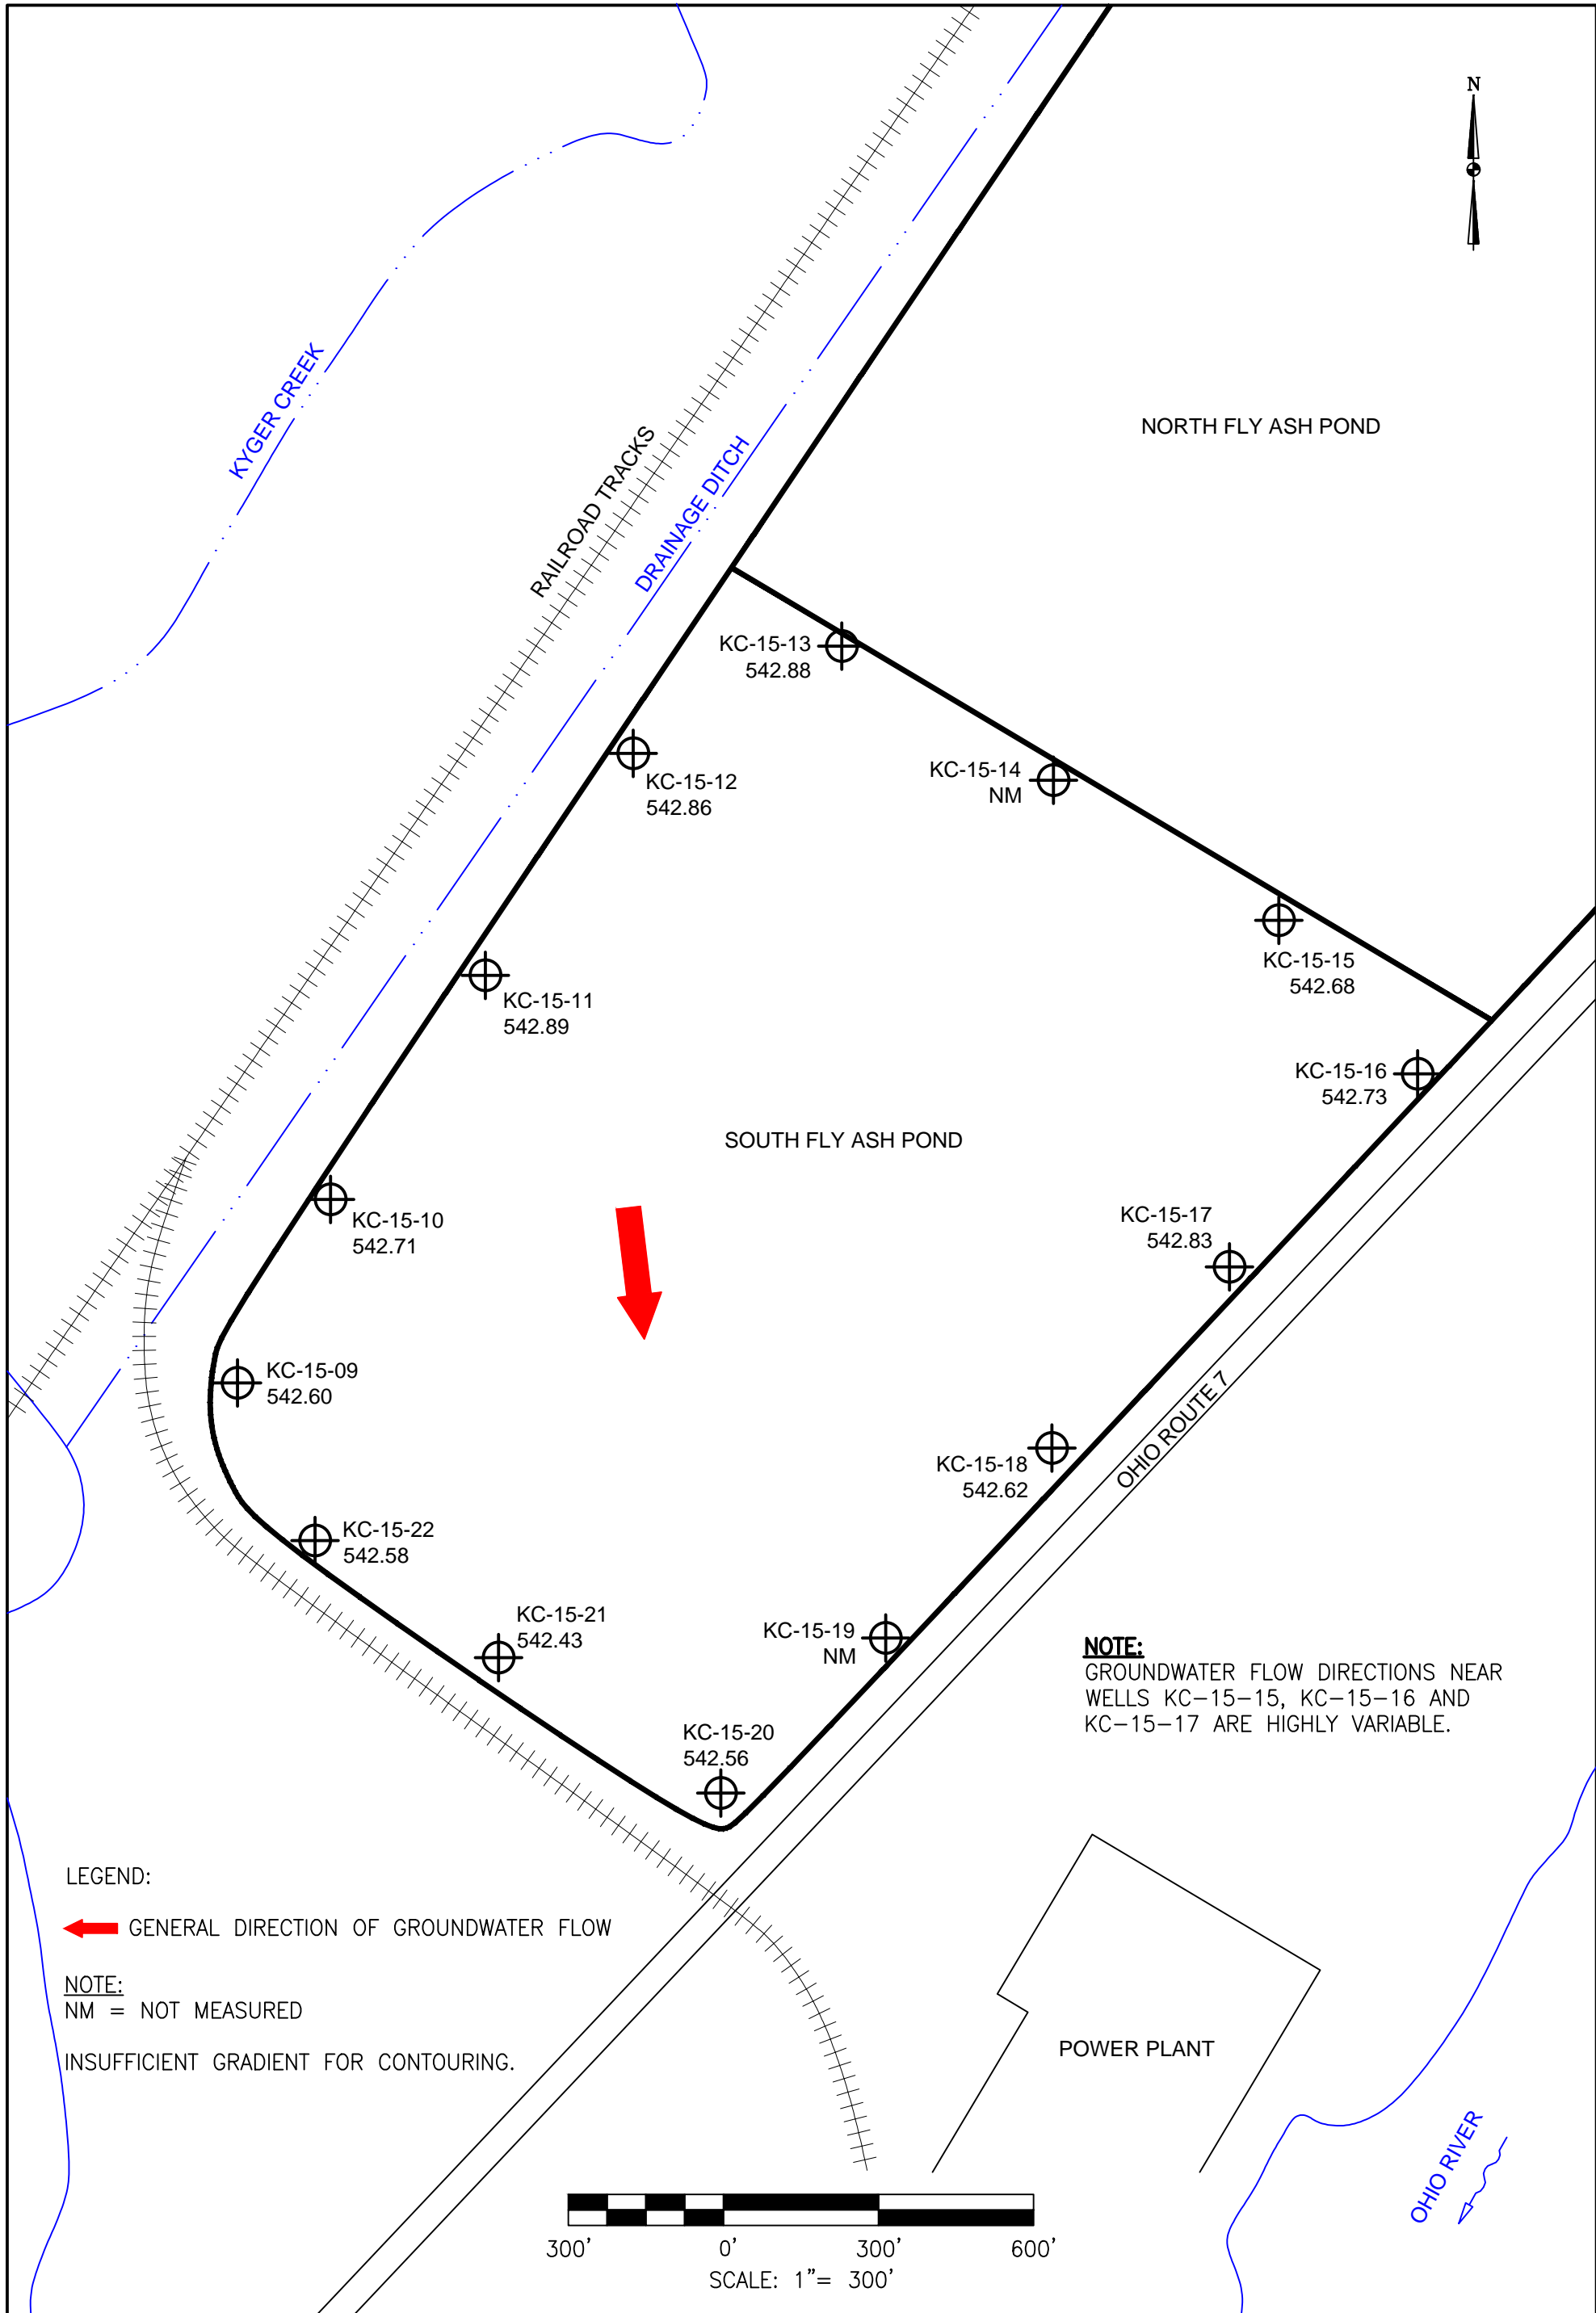 N
KYGER CREEK
RAILROAD TRACKS
DRAINAGE DITCH
NORTH FLY ASH POND
KC-15-13
542.88
KC-15-12
542.86
KC-15-14
NM
KC-15-15
542.68
KC-15-11
542.89
KC-15-16
542.73
SOUTH FLY ASH POND
KC-15-10
542.71
KC-15-17
542.83
KC-15-09
542.60
KC-15-18
542.62
OHIO ROUTE 7
KC-15-22
542.58
KC-15-21
542.43
KC-15-19
NM
KC-15-20
542.56
NOTE:
GROUNDWATER FLOW DIRECTIONS NEAR
WELLS KC-15-15, KC-15-16 AND
KC-15-17 ARE HIGHLY VARIABLE.
LEGEND:
GENERAL DIRECTION OF GROUNDWATER FLOW
NOTE:
NM = NOT MEASURED
INSUFFICIENT GRADIENT FOR CONTOURING.
POWER PLANT
OHIO RIVER
300' 0' 300' 600'
SCALE: 1"= 300'